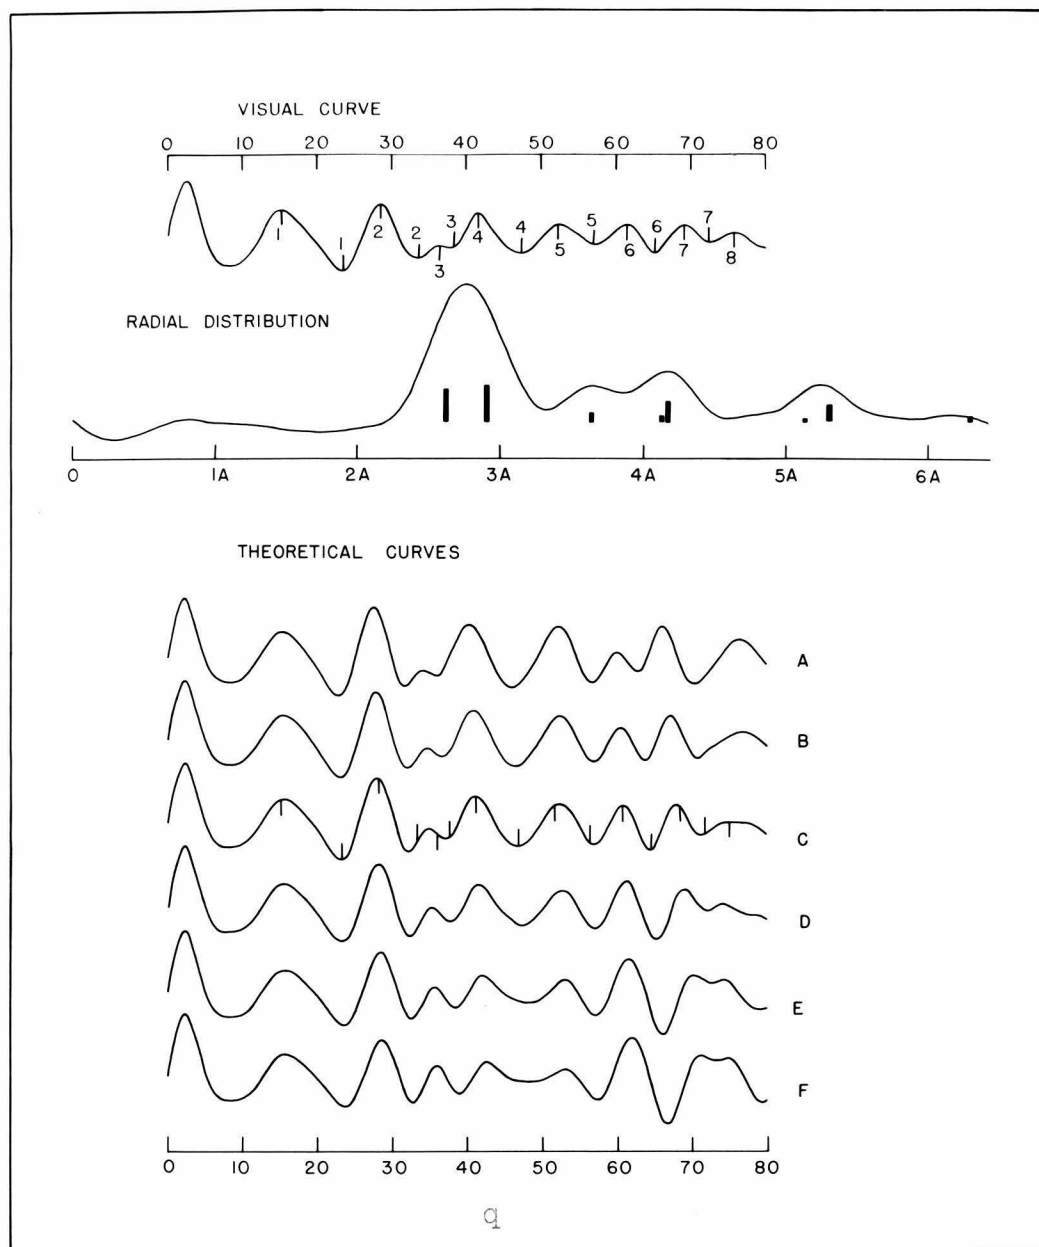 VISUAL CURVE
0 10 20 30 40 50 60 70 80
1 1 2 2 3 3 4 4 5 5 6 6 7 7 8
RADIAL DISTRIBUTION
0 1A 2A 3A 4A 5A 6A
THEORETICAL CURVES
A
B
C
D
E
F
0 10 20 30 40 50 60 70 80
q